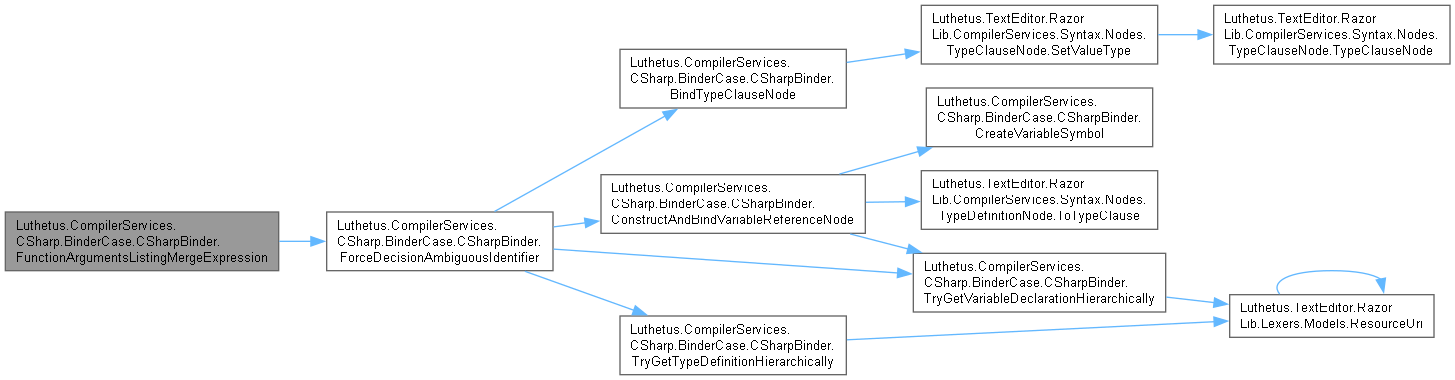 Luthetus.CompilerServices.
CSharp.BinderCase.CSharpBinder.
FunctionArgumentsListingMergeExpression
Luthetus.CompilerServices.
CSharp.BinderCase.CSharpBinder.
ForceDecisionAmbiguousIdentifier
Luthetus.CompilerServices.
CSharp.BinderCase.CSharpBinder.
BindTypeClauseNode
Luthetus.TextEditor.Razor
Lib.CompilerServices.Syntax.Nodes.
TypeClauseNode.SetValueType
Luthetus.TextEditor.Razor
Lib.CompilerServices.Syntax.Nodes.
TypeClauseNode.TypeClauseNode
Luthetus.CompilerServices.
CSharp.BinderCase.CSharpBinder.
ConstructAndBindVariableReferenceNode
Luthetus.CompilerServices.
CSharp.BinderCase.CSharpBinder.
CreateVariableSymbol
Luthetus.TextEditor.Razor
Lib.CompilerServices.Syntax.Nodes.
TypeDefinitionNode.ToTypeClause
Luthetus.CompilerServices.
CSharp.BinderCase.CSharpBinder.
TryGetVariableDeclarationHierarchically
Luthetus.TextEditor.Razor
Lib.Lexers.Models.ResourceUri
Luthetus.CompilerServices.
CSharp.BinderCase.CSharpBinder.
TryGetTypeDefinitionHierarchically